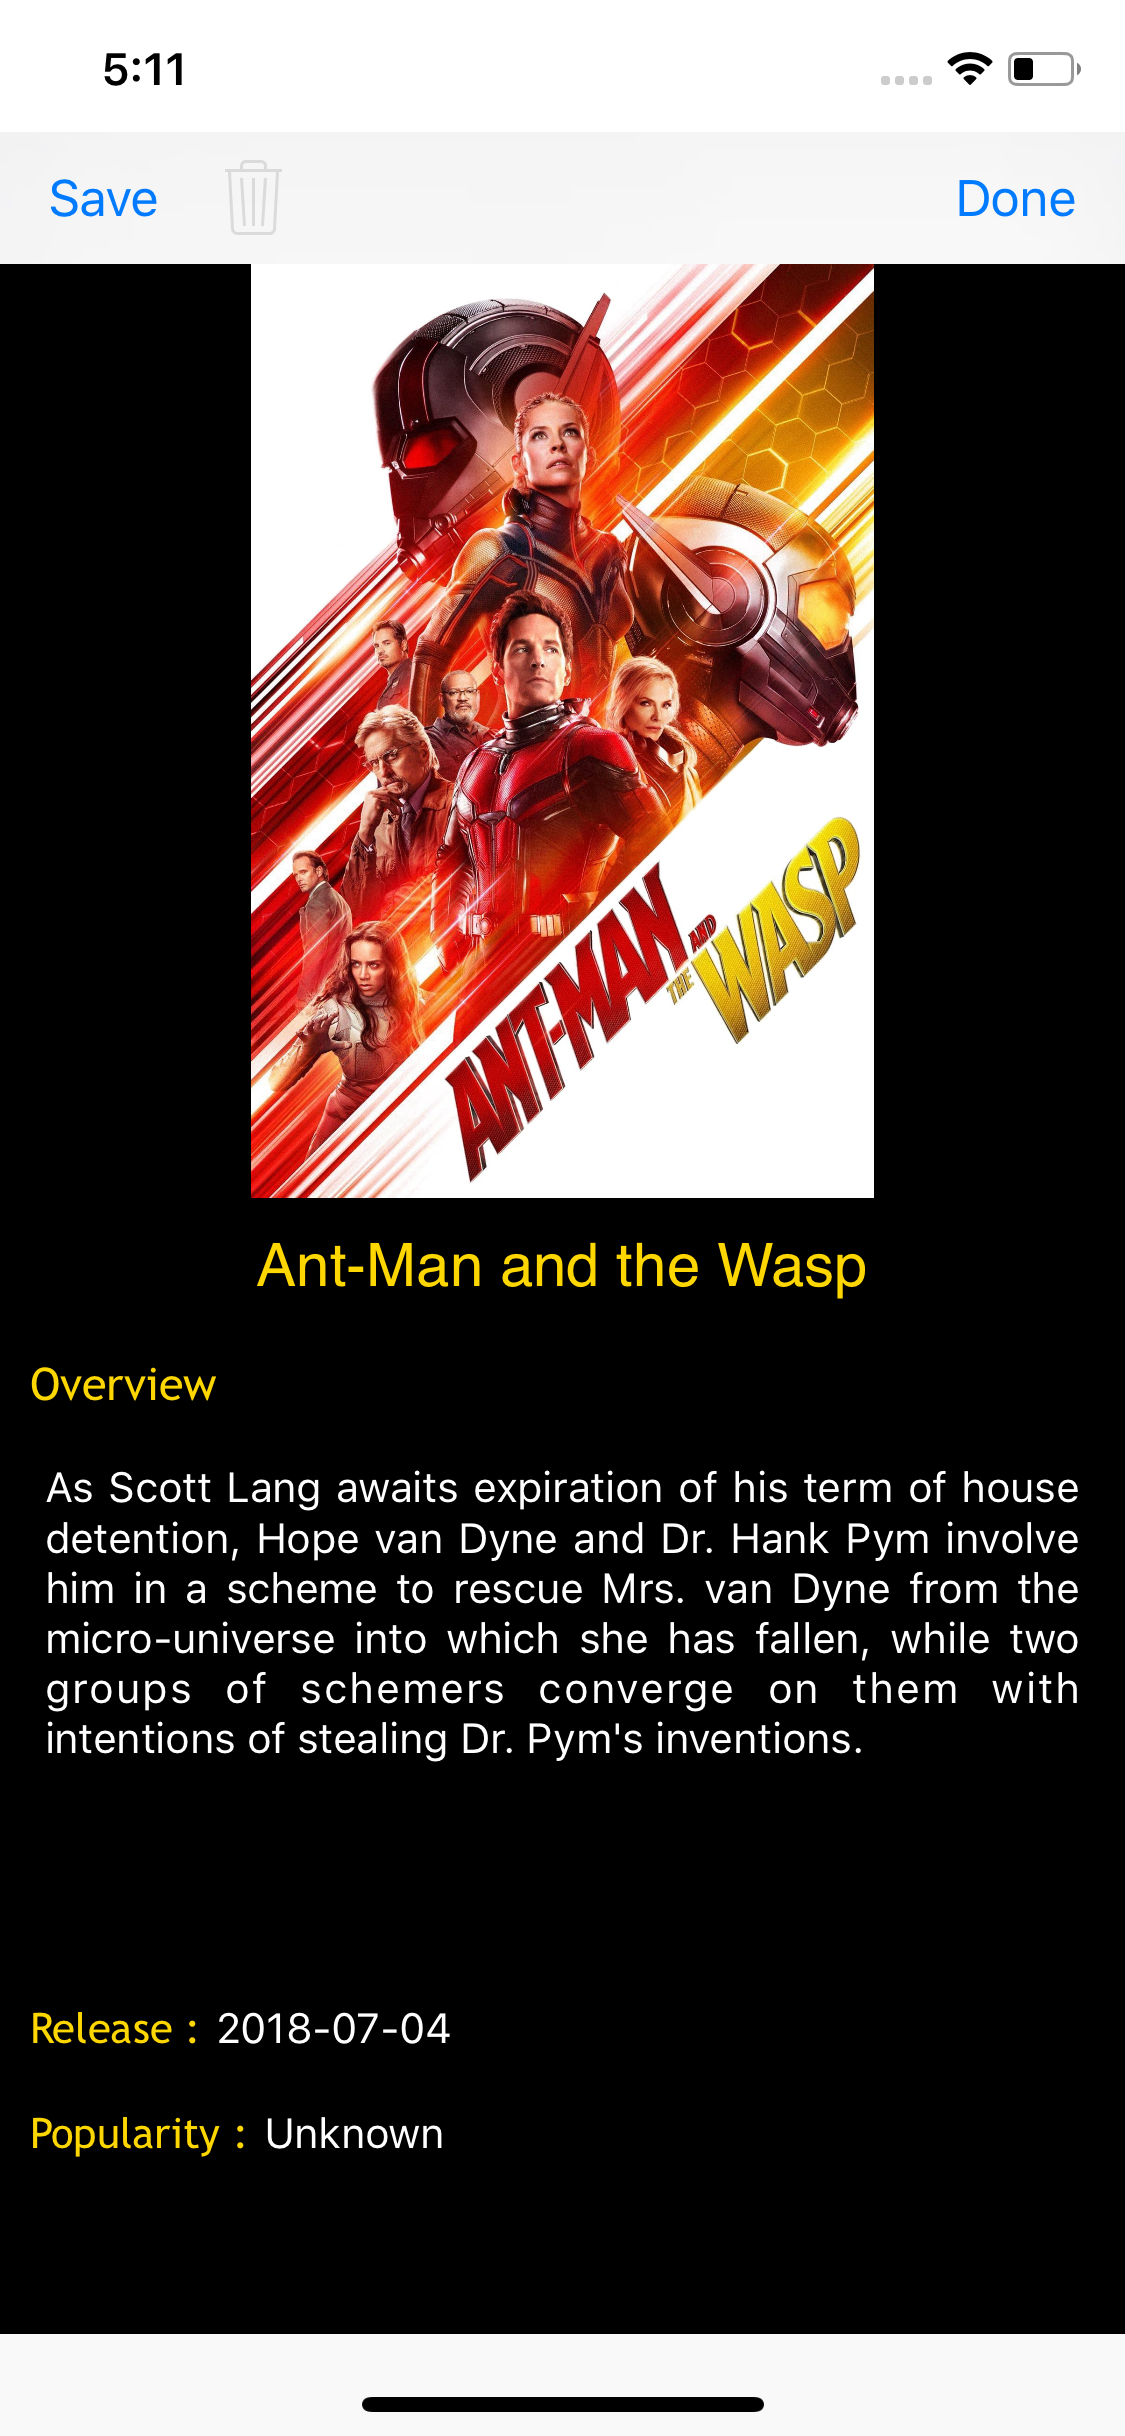 5:11
Save
Done
ANT-MAN AND
THE WASP
Ant-Man and the Wasp
Overview
As Scott Lang awaits expiration of his term of house
detention, Hope van Dyne and Dr. Hank Pym involve
him in a scheme to rescue Mrs. van Dyne from the
micro-universe into which she has fallen, while two
groups of schemers converge on them with
intentions of stealing Dr. Pym's inventions.
Release : 2018-07-04
Popularity : Unknown